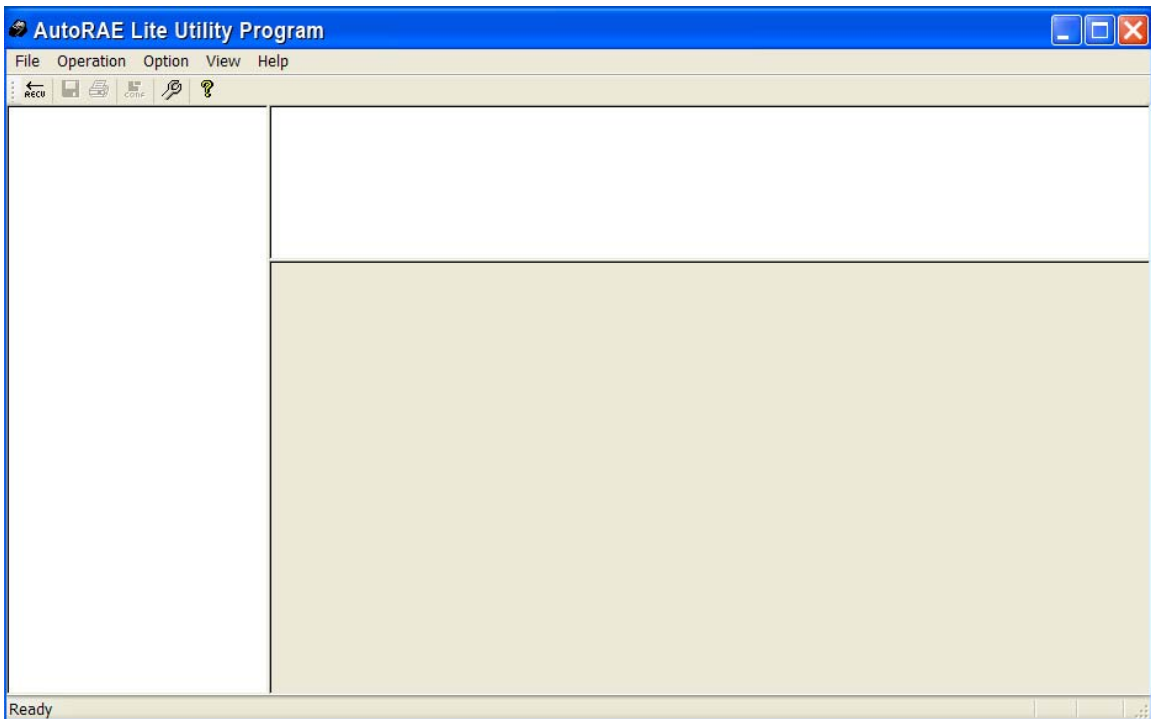 AutoRAE Lite Utility Program
File Operation Option View Help
RECV CONF ?
Ready